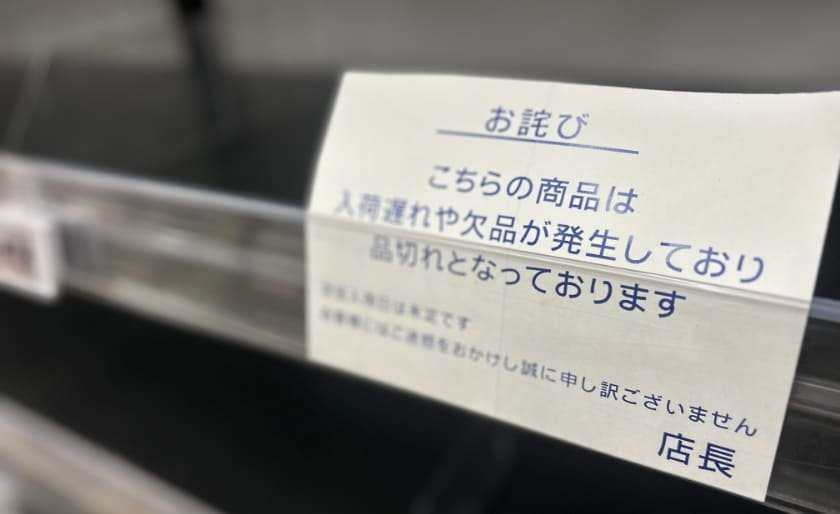 お詫び
こちらの商品は
入荷遅れや欠品が発生しており
品切れとなっております
次回入荷日は未定です
お客様にはご迷惑をおかけし誠に申し訳ございません
店長